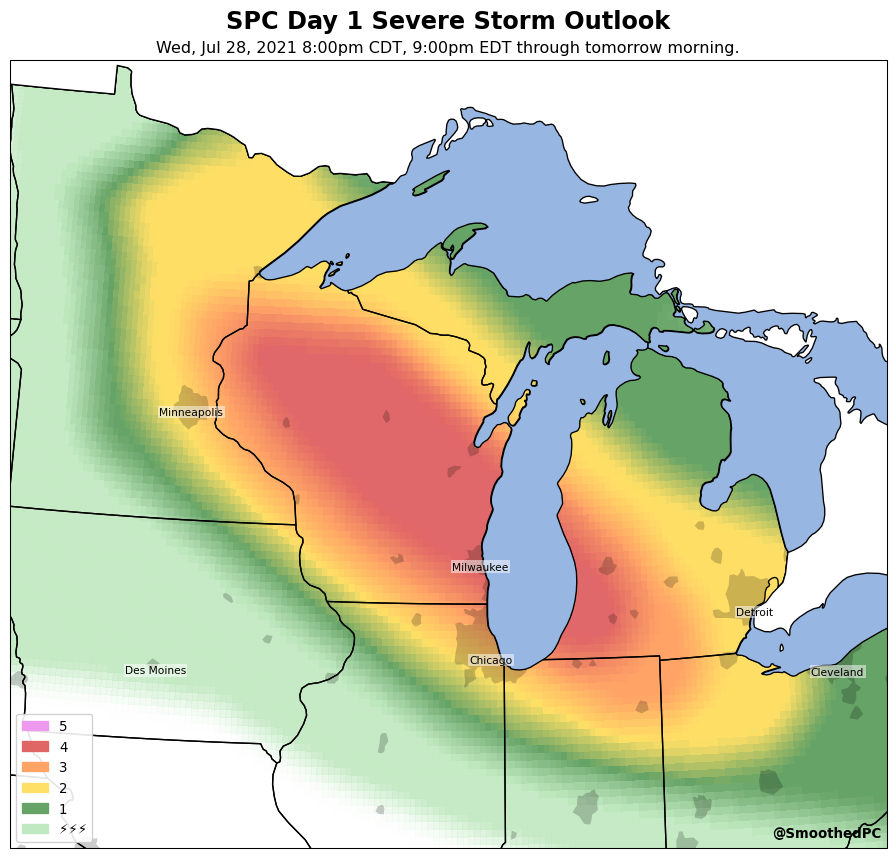 SPC Day 1 Severe Storm Outlook
Wed, Jul 28, 2021 8:00pm CDT, 9:00pm EDT through tomorrow morning.
Minneapolis
Milwaukee
Detroit
Chicago
Des Moines
Cleveland
5
4
3
2
1
⚡⚡⚡
@SmoothedPC